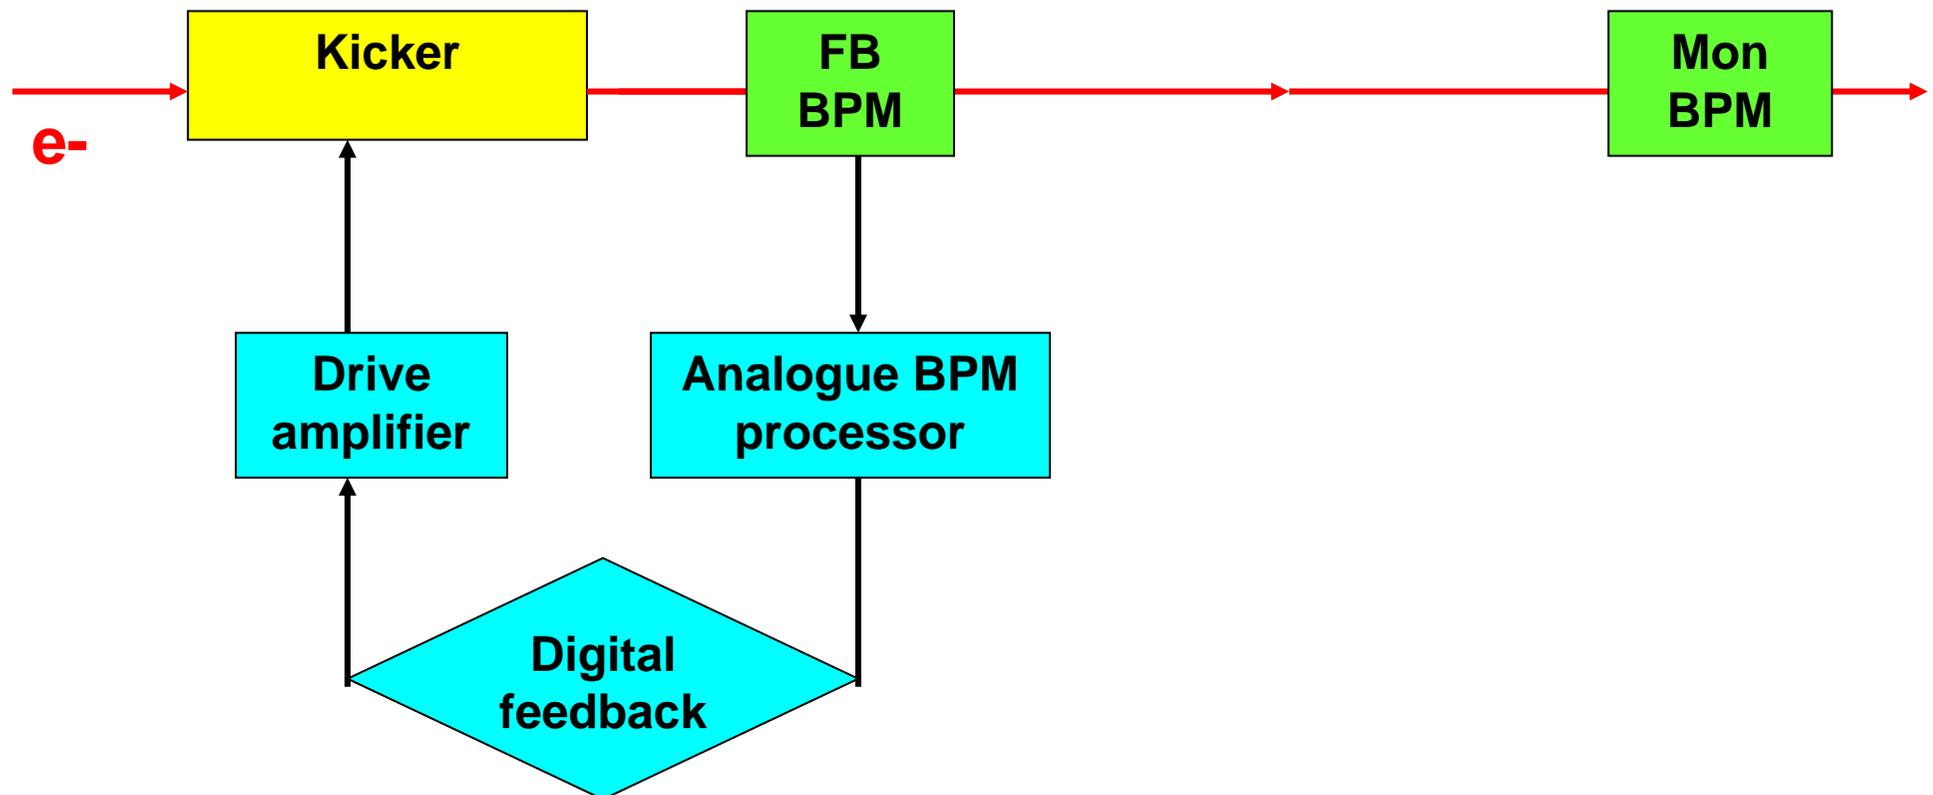 Kicker
FB
BPM
Mon
BPM
e-
Drive
amplifier
Analogue BPM
processor
Digital
feedback